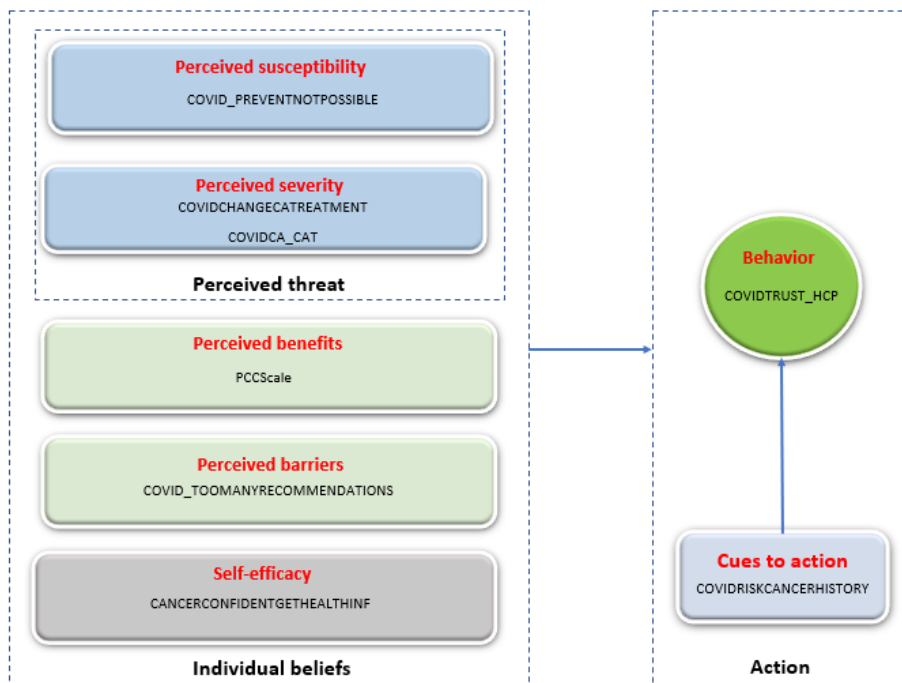 Perceived susceptibility
COVID_PREVENTNOTPOSSIBLE
Perceived severity
COVIDCHANGECATREATMENT
COVIDCA_CAT
Perceived threat
Perceived benefits
PCCScale
Perceived barriers
COVID_TOOMANYRECOMMENDATIONS
Self-efficacy
CANCERCONFIDENTGETHEALTHINF
Individual beliefs
Behavior
COVIDTRUST_HCP
Cues to action
COVIDRISKCANCERHISTORY
Action